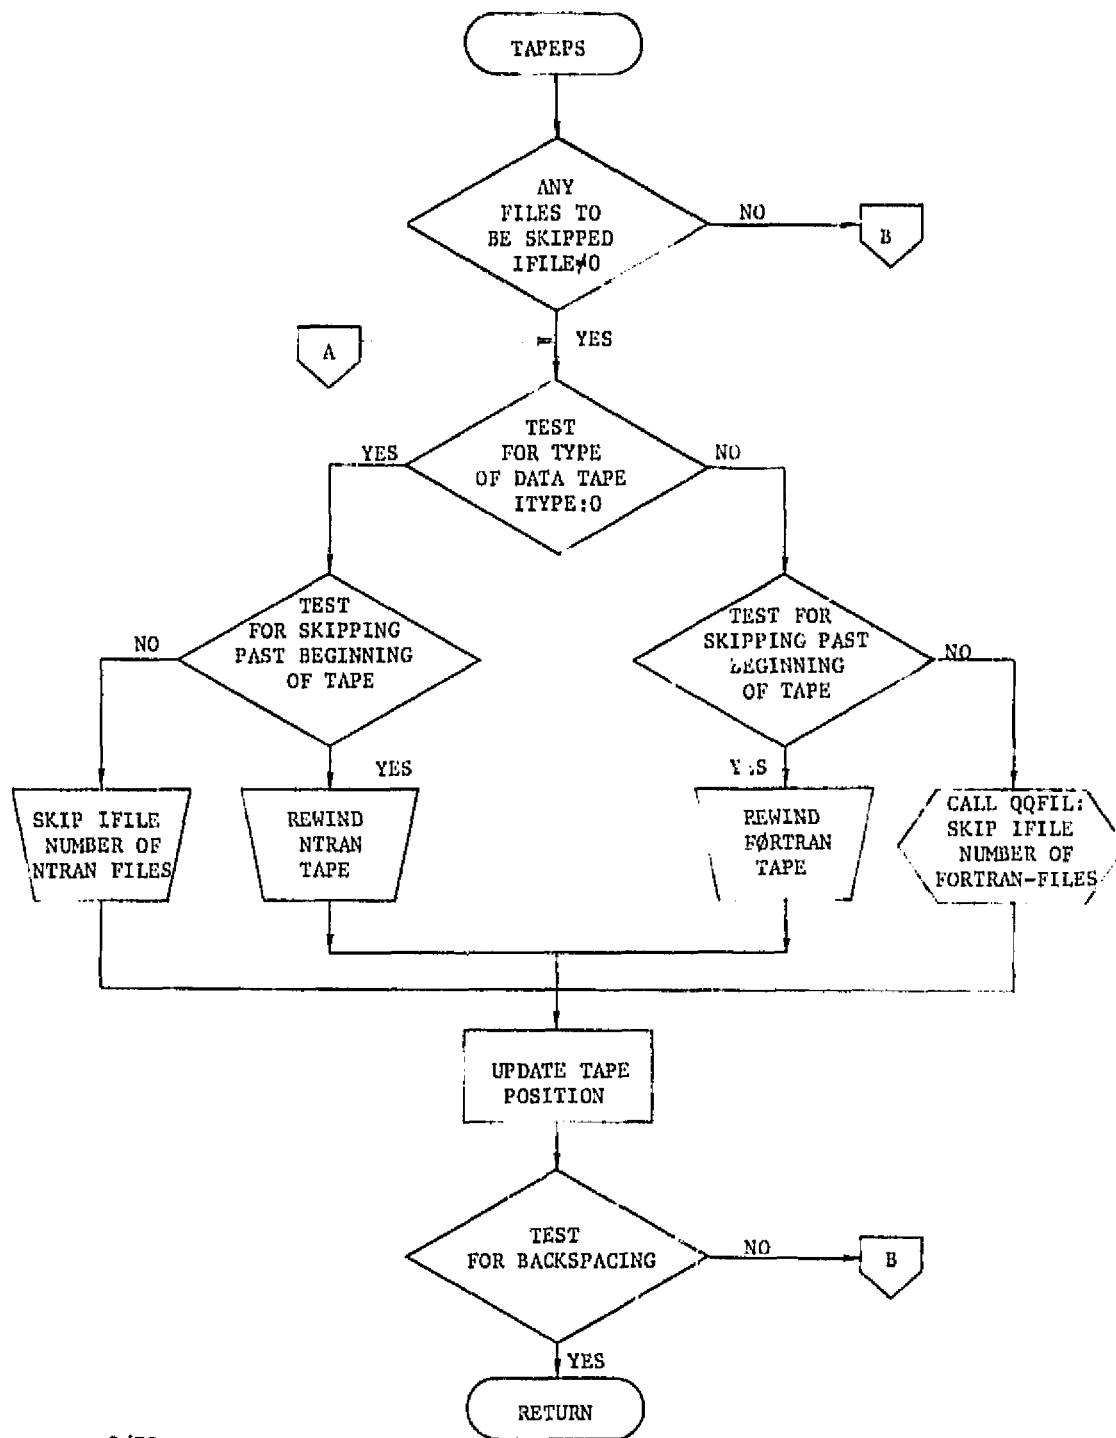 TAPEPS
ANY
FILES TO
BE SKIPPED
IFILE≠0
NO
B
A
YES
TEST
FOR TYPE
OF DATA TAPE
ITYPE:0
YES
NO
TEST
FOR SKIPPING
PAST BEGINNING
OF TAPE
NO
YES
TEST FOR
SKIPPING PAST
BEGINNING
OF TAPE
NO
YES
SKIP IFILE
NUMBER OF
NTRAN FILES
REWIND
NTRAN
TAPE
REWIND
FØRTRAN
TAPE
CALL QQFIL:
SKIP IFILE
NUMBER OF
FORTRAN-FILES
UPDATE TAPE
POSITION
TEST
FOR BACKSPACING
NO
B
YES
RETURN